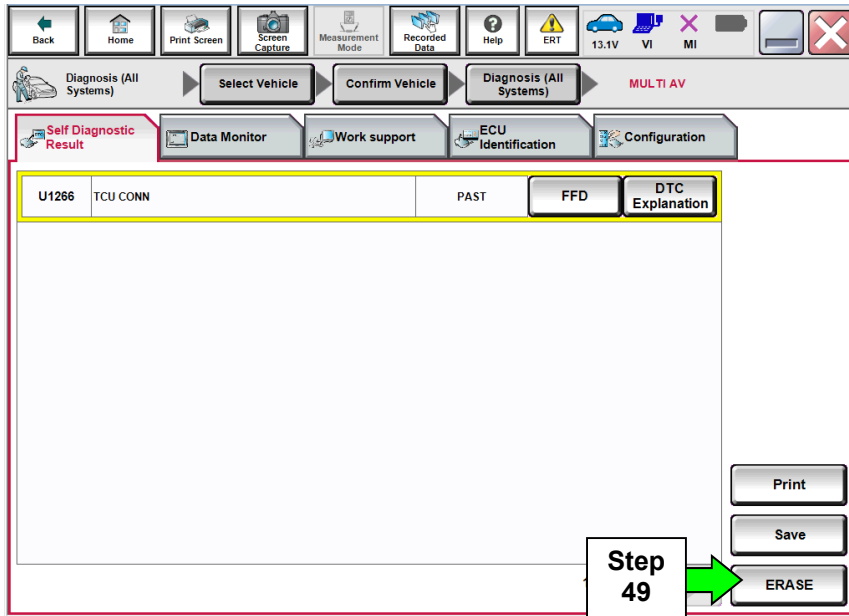 Back
Home
Print Screen
Screen
Capture
Measurement
Mode
Recorded
Data
Help
ERT
13.1V
VI
MI
Diagnosis (All
Systems)
Select Vehicle
Confirm Vehicle
Diagnosis (All
Systems)
MULTI AV
Self Diagnostic
Result
Data Monitor
Work support
ECU
Identification
Configuration
U1266
TCU CONN
PAST
FFD
DTC
Explanation
Print
Save
Step
49
ERASE